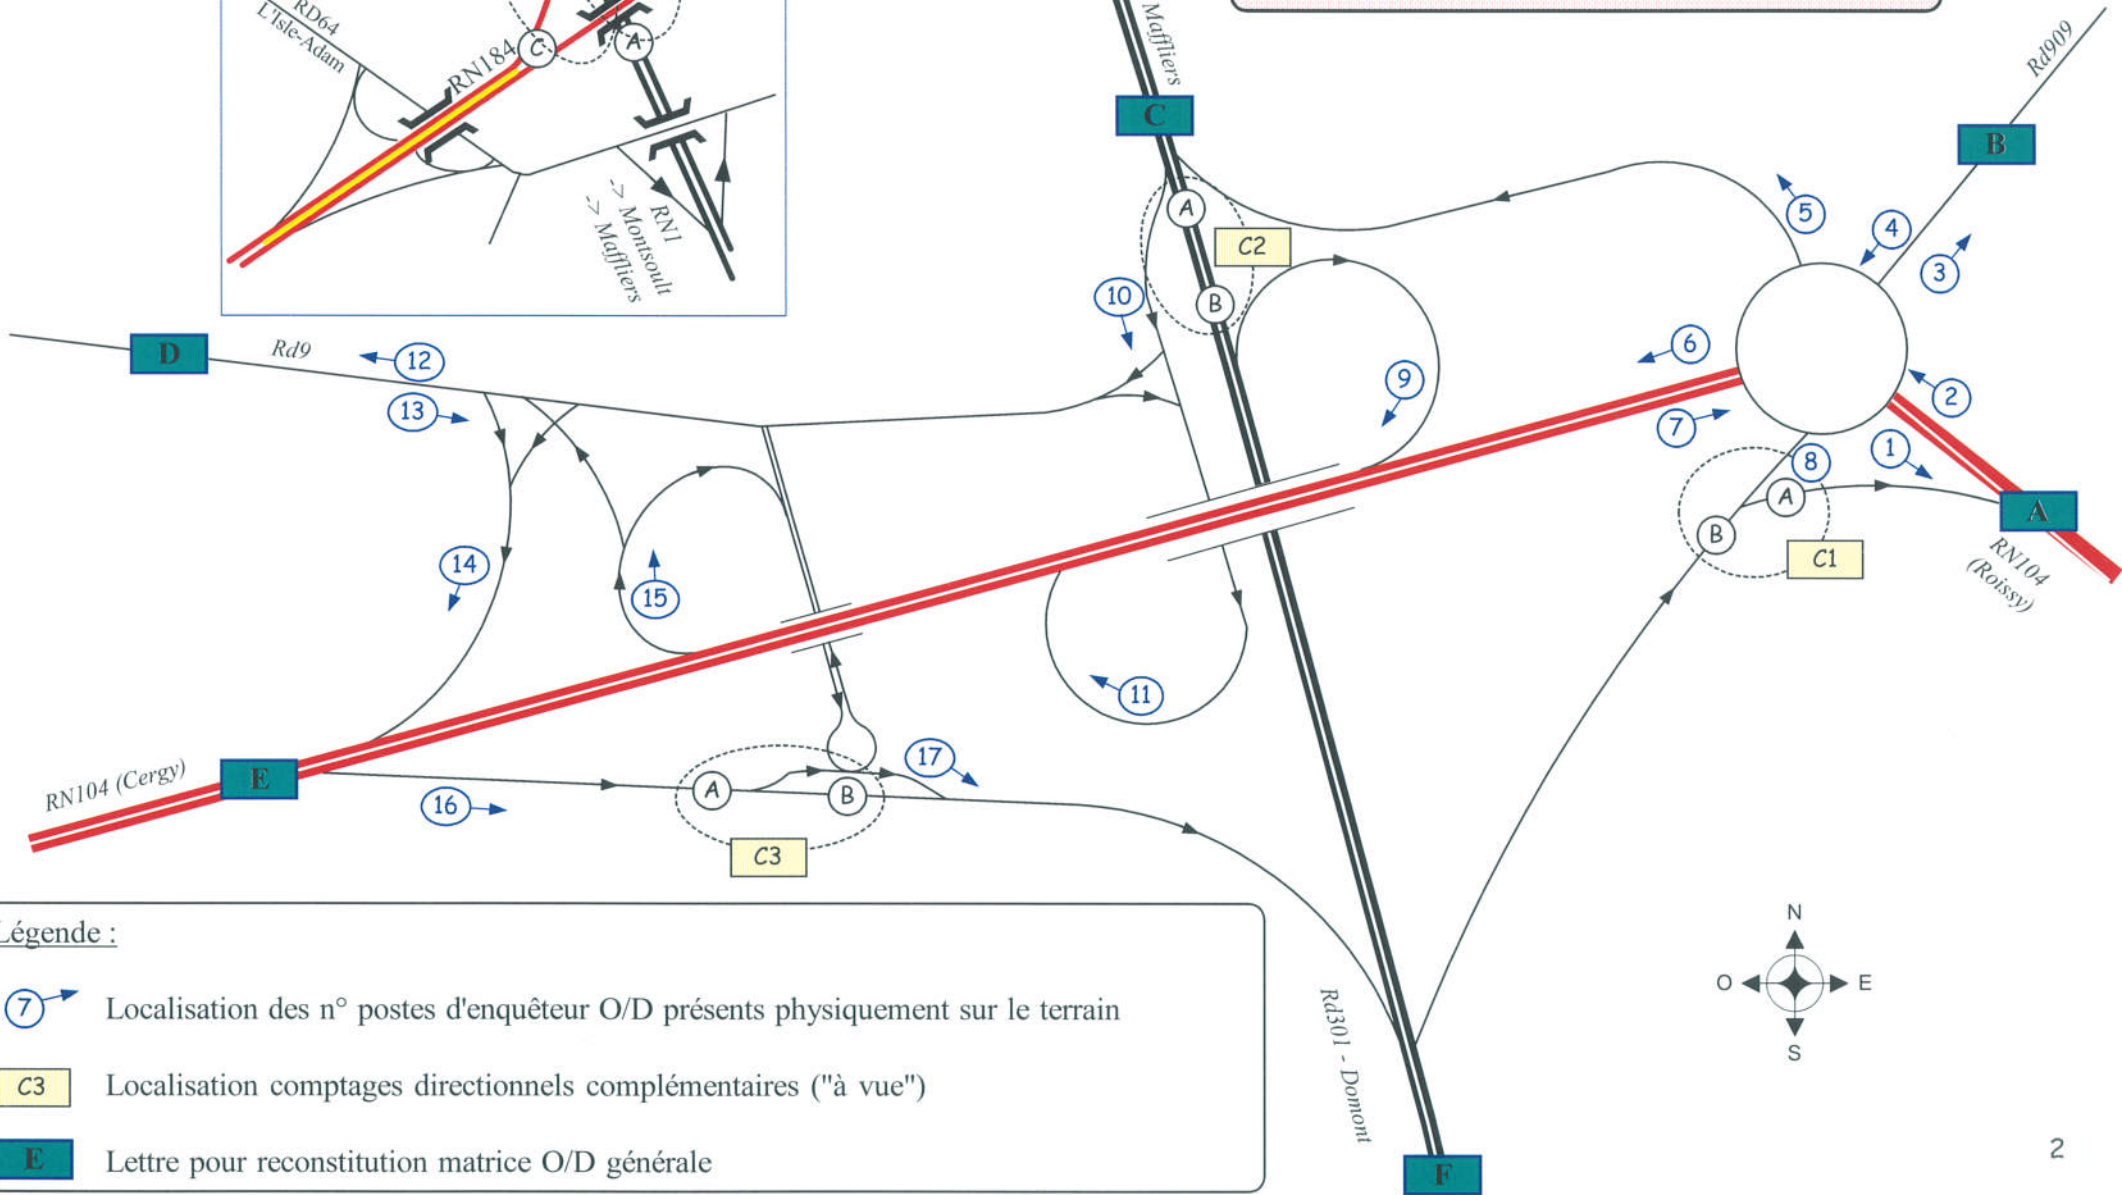 RD64
L'Isle-Adam
RN184
C
A
RN1
-> Montsoult
-> Maffliers
Maffliers
C
A
C2
B
Rd909
B
5
4
3
10
6
9
2
7
1
8
A
B
C1
A
RN104
(Roissy)
D
Rd9
12
13
14
15
11
RN104 (Cergy)
E
16
A
B
17
C3
Rd301 - Domont
F
N
O
E
S
Légende :
7 Localisation des n° postes d'enquêteur O/D présents physiquement sur le terrain
C3 Localisation comptages directionnels complémentaires ("à vue")
E Lettre pour reconstitution matrice O/D générale
2